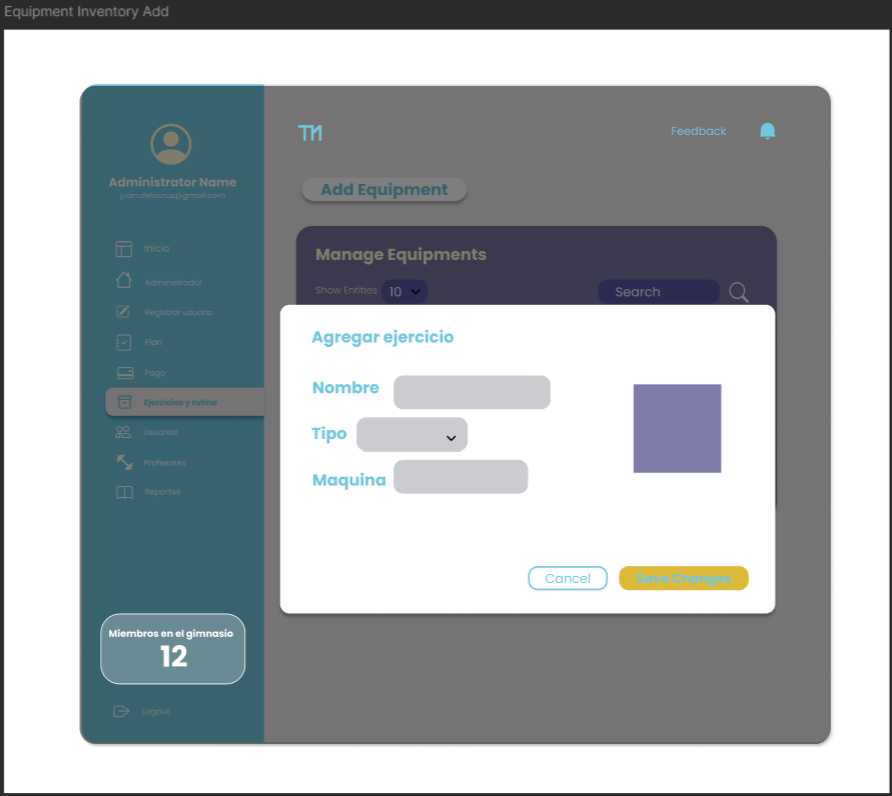 Equipment Inventory Add
Administrator Name
juan.delacruz@gmail.com
Inicio
Administrador
Registrar usuario
Plan
Pago
Ejercicios y rutina
Usuarios
Profesores
Reportes
Miembros en el gimnasio
12
Logout
TM
Feedback
Add Equipment
Manage Equipments
Show Entities 10
Search
Agregar ejercicio
Nombre
Tipo
Maquina
Cancel
Save Changes